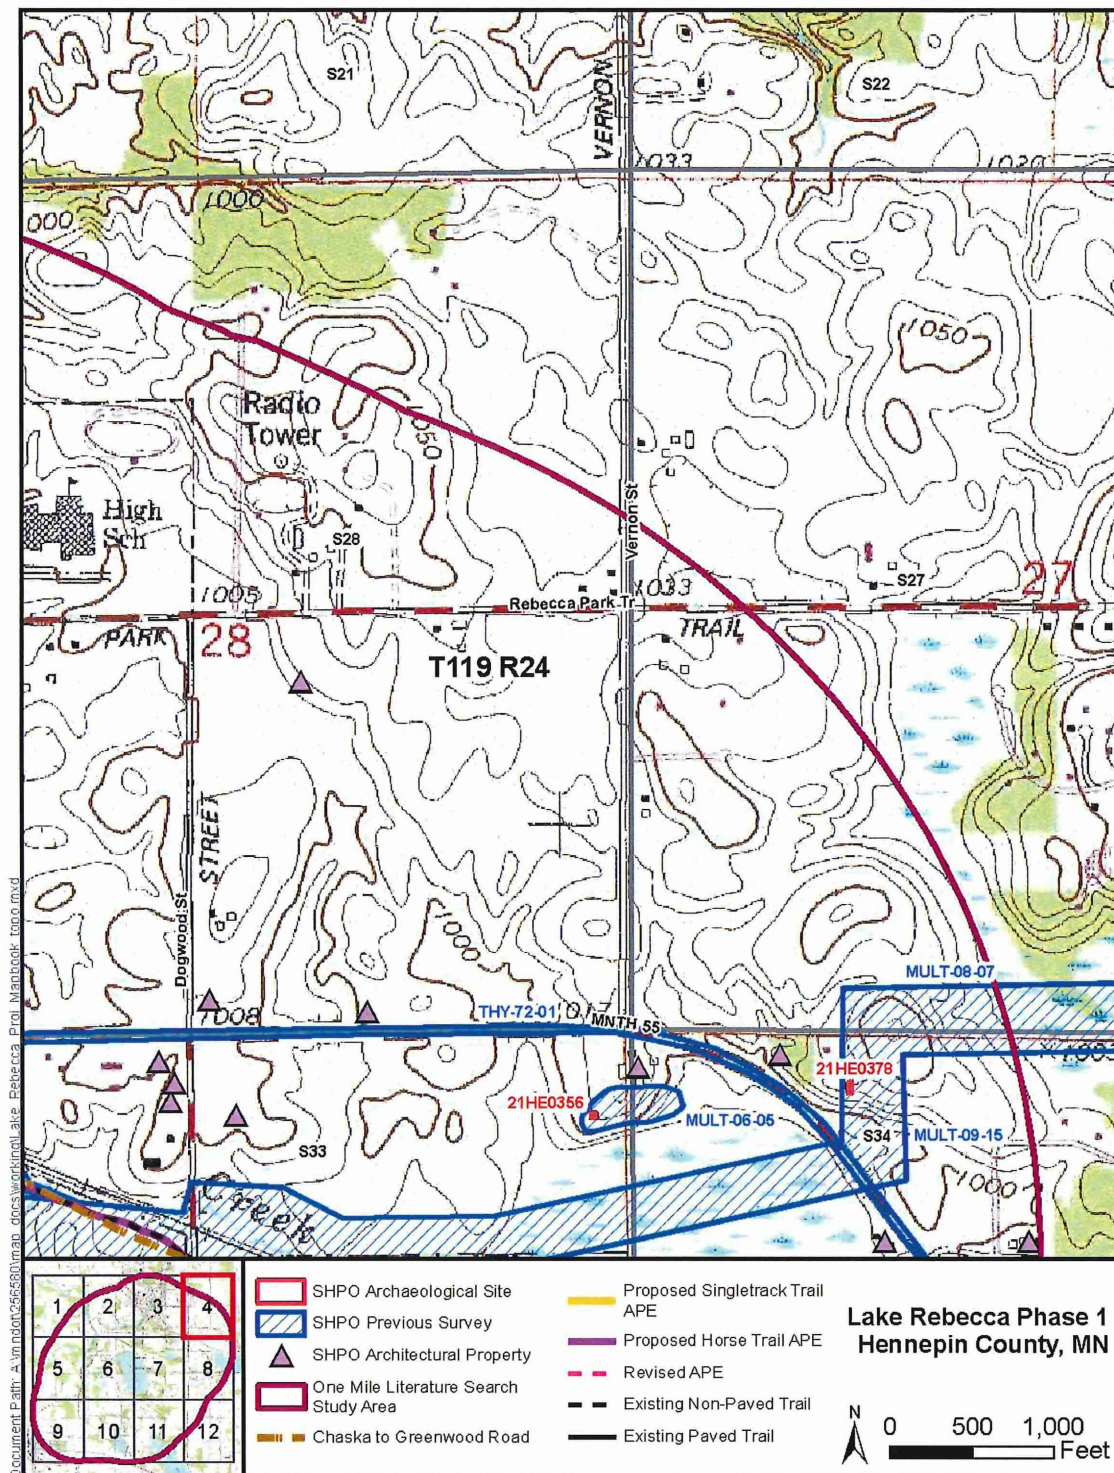 S21
VERNON
S22
1033
1020
000
1000
1050
Radio
Tower
1050
High
Sch
S28
Vernon St
S27
27
1005
Rebecca Park Tr
1033
PARK
28
TRAIL
T119 R24
STREET
Dogwood St
1000
MULT-08-07
1008
THY-72-01
1017
MNTH 55
21HE0378
21HE0356
MULT-06-05
S34
MULT-09-15
S33
1000
Creek
1
2
3
4
5
6
7
8
9
10
11
12
SHPO Archaeological Site
SHPO Previous Survey
SHPO Architectural Property
One Mile Literature Search
Study Area
Chaska to Greenwood Road
Proposed Singletrack Trail
APE
Proposed Horse Trail APE
Revised APE
Existing Non-Paved Trail
Existing Paved Trail
Lake Rebecca Phase 1
Hennepin County, MN
N
0 500 1,000
Feet